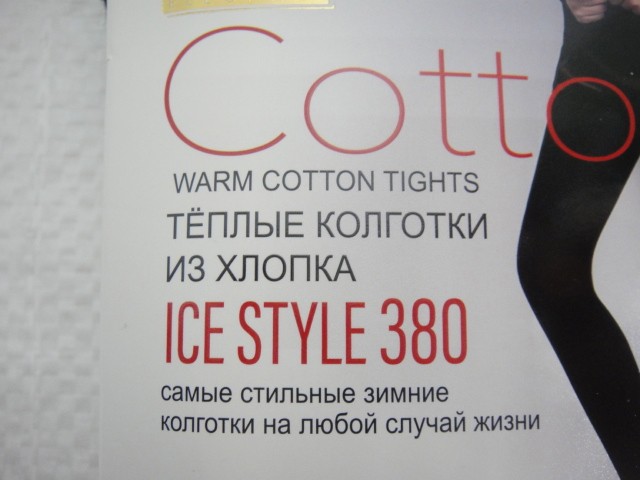 Cotto
WARM COTTON TIGHTS
ТЁПЛЫЕ КОЛГОТКИ
ИЗ ХЛОПКА
ICE STYLE 380
самые стильные зимние
колготки на любой случай жизни